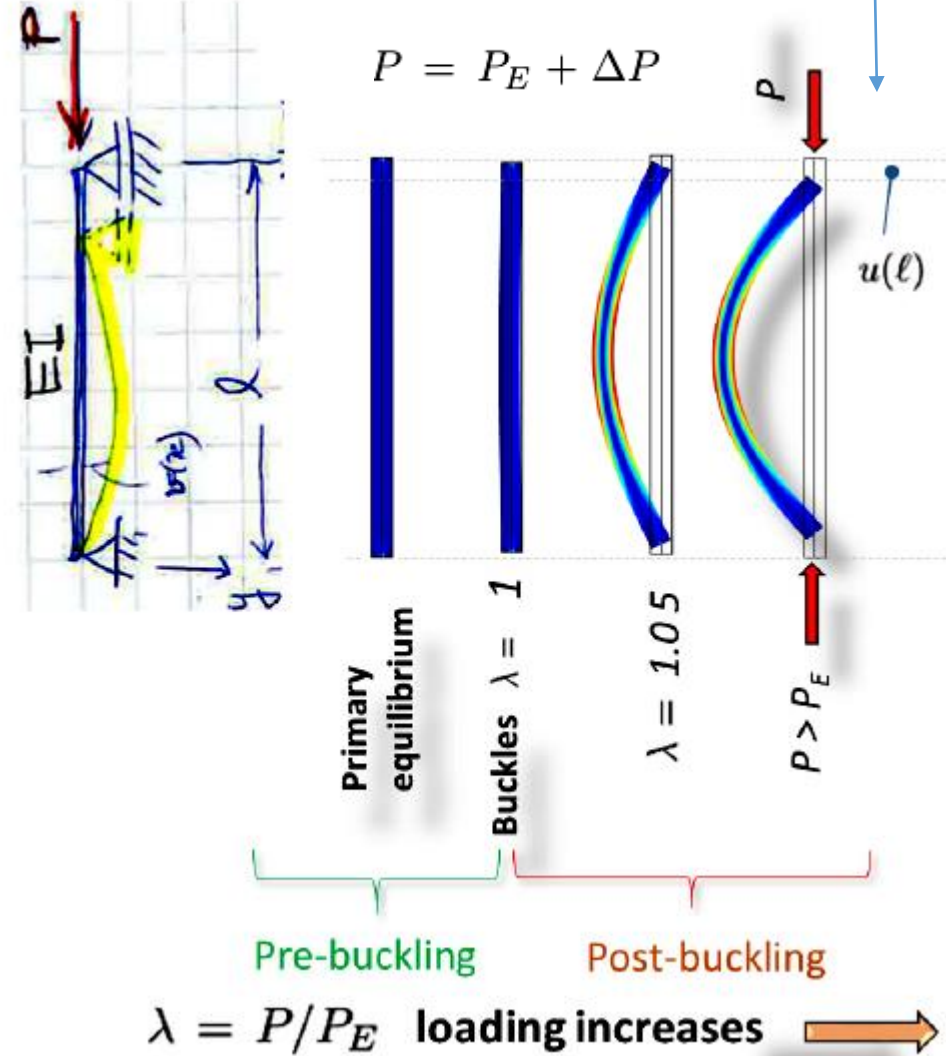 P
EI
ℓ
v(x)
y
P = P_E + ΔP
P
u(ℓ)
Primary
equilibrium
Buckles λ = 1
λ = 1.05
P > P_E
Pre-buckling
Post-buckling
λ = P/P_E loading increases